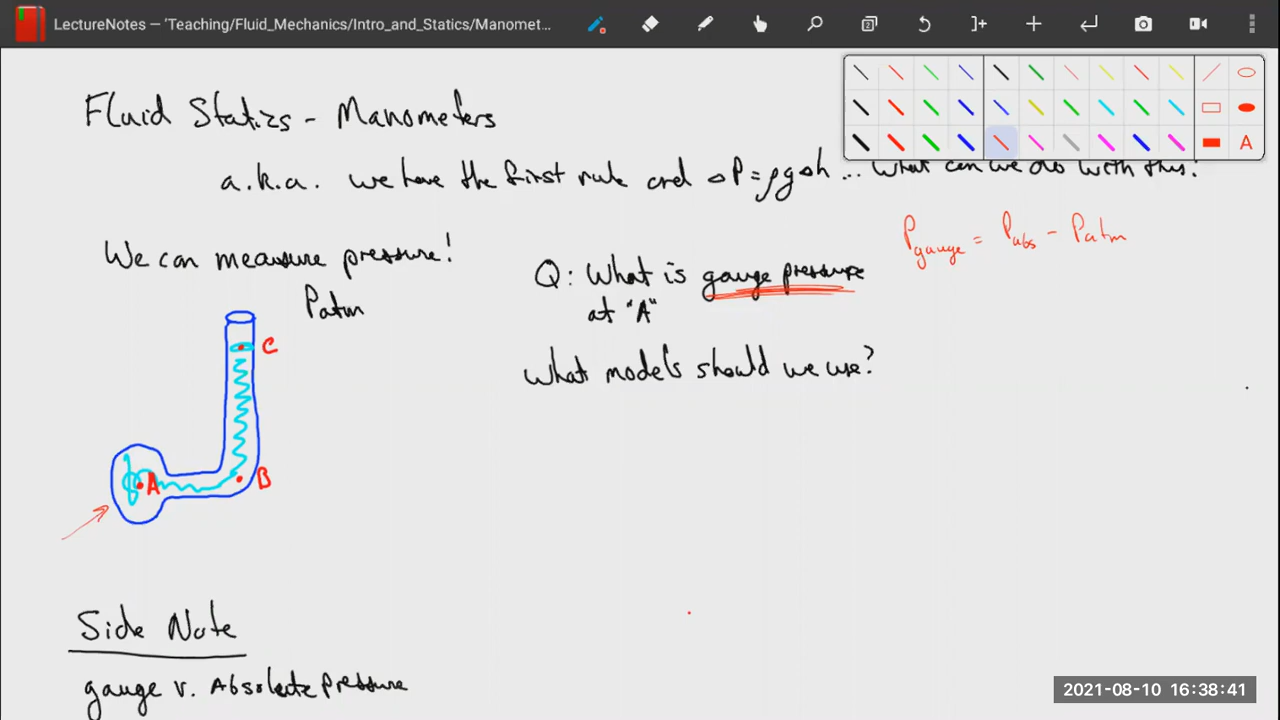 LectureNotes — 'Teaching/Fluid_Mechanics/Intro_and_Statics/Manomet...
A
Fluid Statics - Manometers
a.k.a. we have the first rule and ΔP = ρgΔh ... what can we do with this?
P gauge = P abs - Patm
We can measure pressure!
Q: What is gauge pressure
at "A"
Patm
C
What models should we use?
A
B
Side Note
gauge v. Absolute pressure
2021-08-10 16:38:41